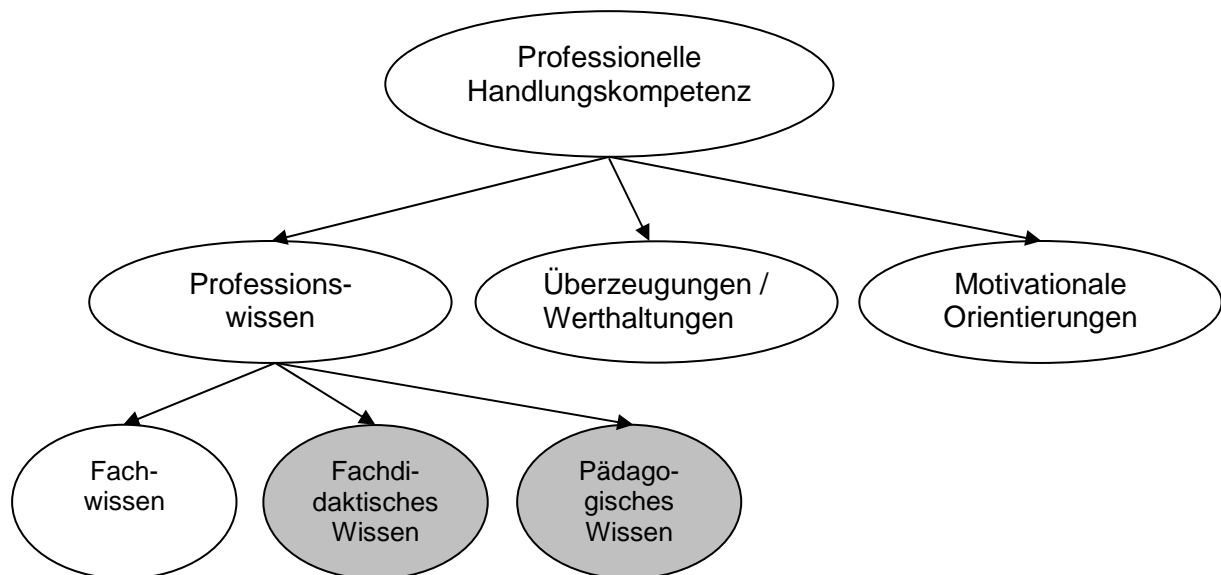 Professionelle
Handlungskompetenz
Professions-
wissen
Überzeugungen /
Werthaltungen
Motivationale
Orientierungen
Fach-
wissen
Fachdi-
daktisches
Wissen
Pädago-
gisches
Wissen